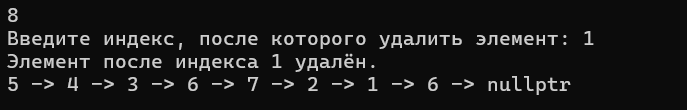 8
Введите индекс, после которого удалить элемент: 1
Элемент после индекса 1 удалён.
5 -> 4 -> 3 -> 6 -> 7 -> 2 -> 1 -> 6 -> nullptr